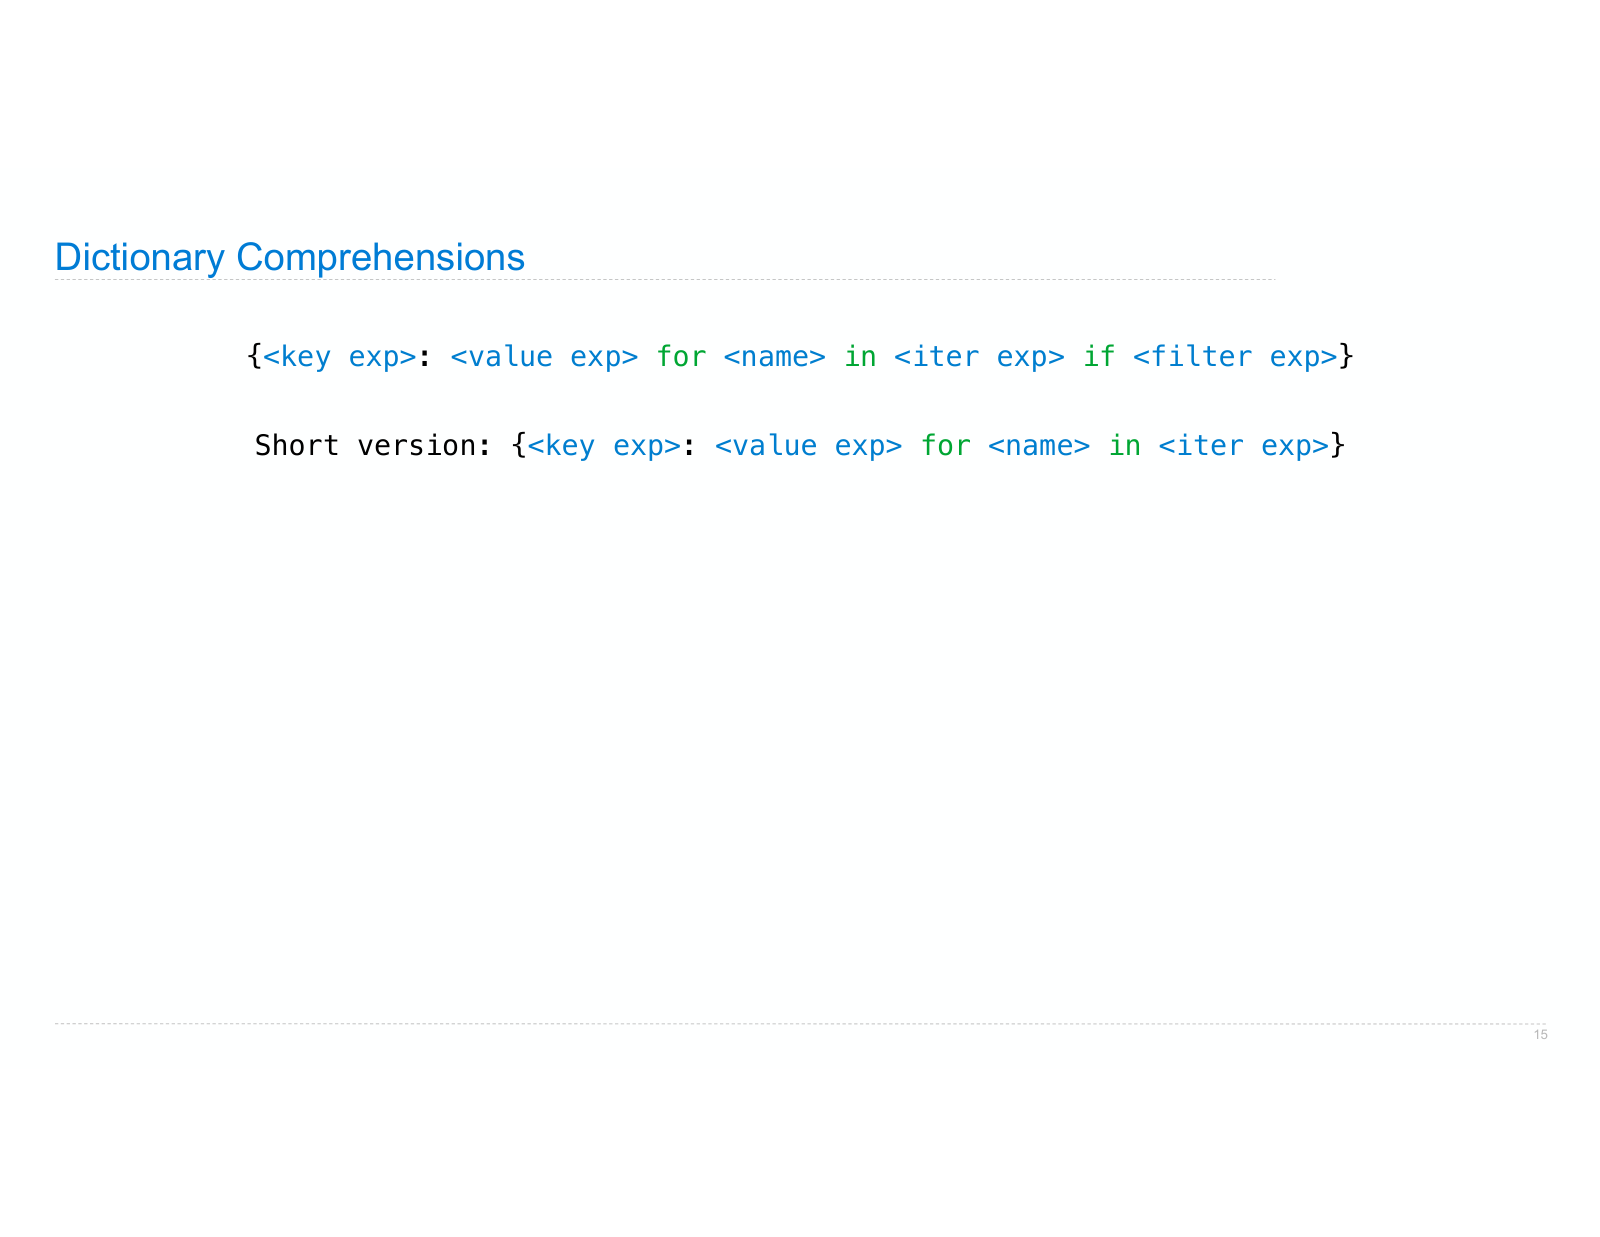 Dictionary Comprehensions
{<key exp>: <value exp> for <name> in <iter exp> if <filter exp>}
Short version: {<key exp>: <value exp> for <name> in <iter exp>}
15